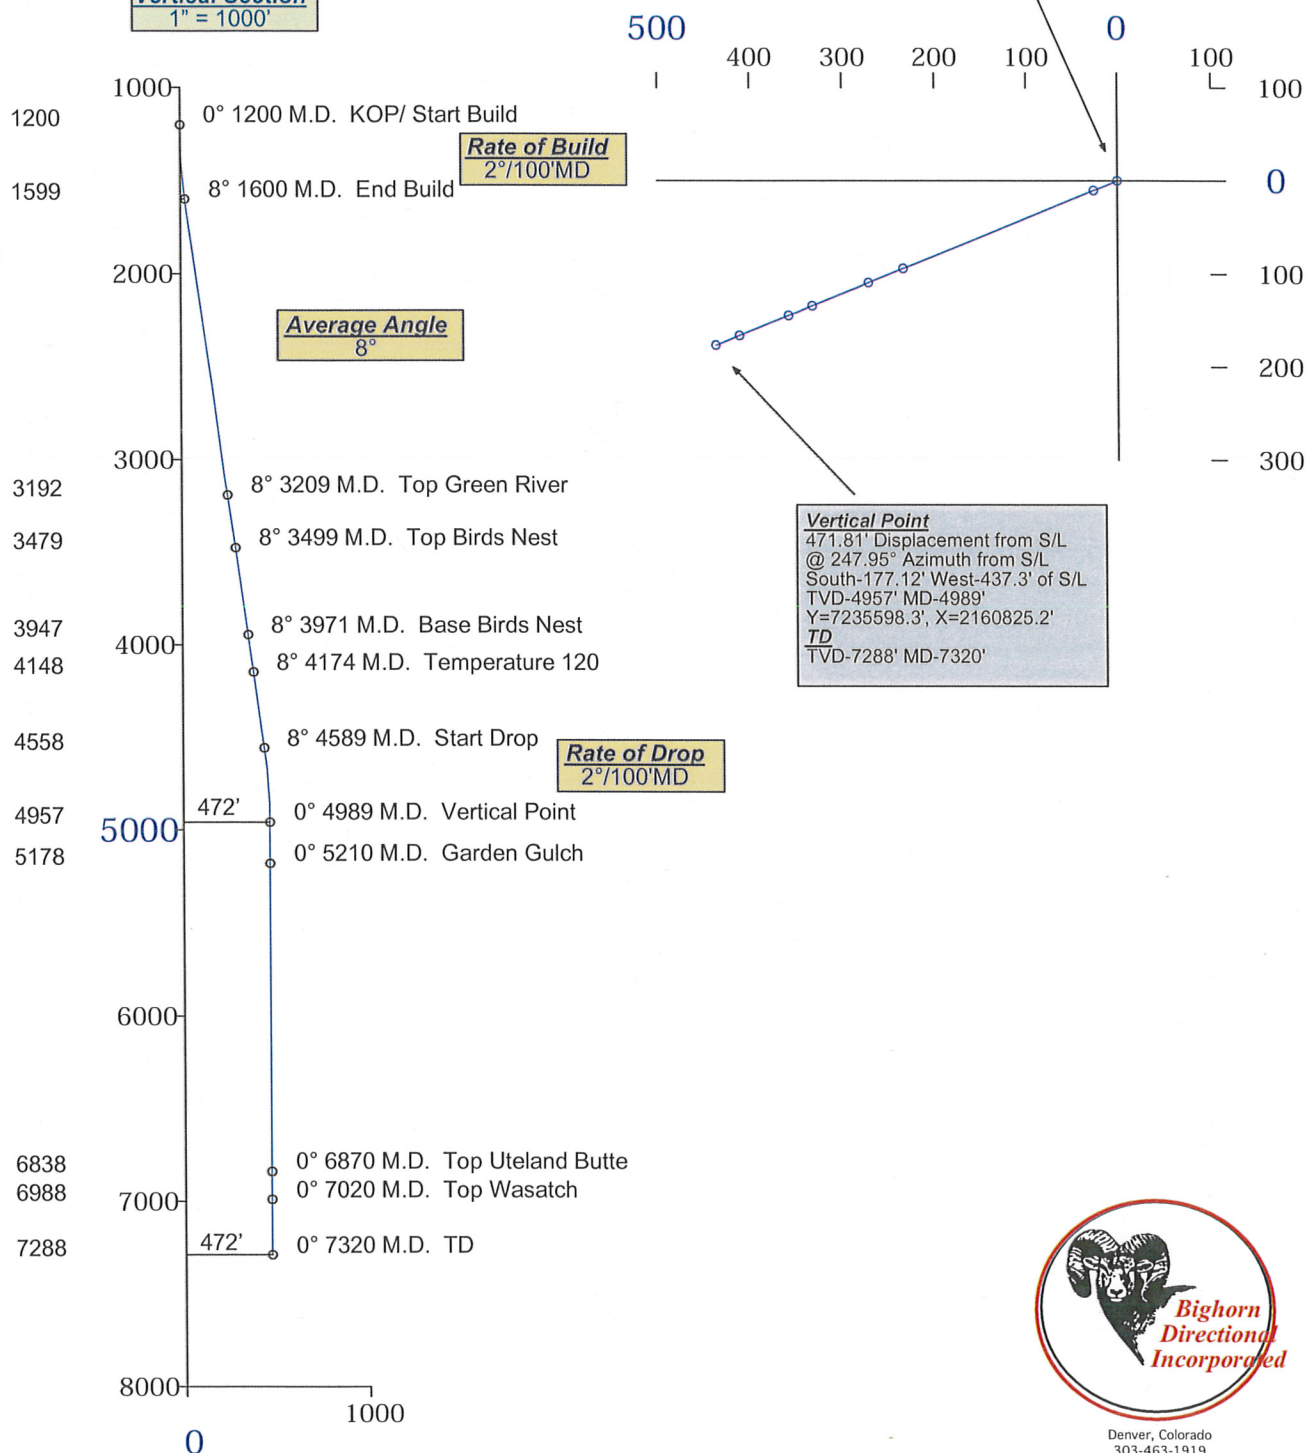 Vertical Section
1" = 1000'
500
0
400
300
200
100
100
100
0
100
200
300
1000
1200
0° 1200 M.D. KOP/ Start Build
Rate of Build
2°/100'MD
1599
8° 1600 M.D. End Build
2000
Average Angle
8°
3000
3192
8° 3209 M.D. Top Green River
3479
8° 3499 M.D. Top Birds Nest
3947
8° 3971 M.D. Base Birds Nest
4000
4148
8° 4174 M.D. Temperature 120
4558
8° 4589 M.D. Start Drop
Rate of Drop
2°/100'MD
4957
472'
0° 4989 M.D. Vertical Point
5000
5178
0° 5210 M.D. Garden Gulch
6000
6838
0° 6870 M.D. Top Uteland Butte
6988
0° 7020 M.D. Top Wasatch
7000
7288
472'
0° 7320 M.D. TD
8000
1000
0
Vertical Point
471.81' Displacement from S/L
@ 247.95° Azimuth from S/L
South-177.12' West-437.3' of S/L
TVD-4957' MD-4989'
Y=7235598.3', X=2160825.2'
TD
TVD-7288' MD-7320'
Bighorn
Directional
Incorporated
Denver, Colorado
303-463-1919